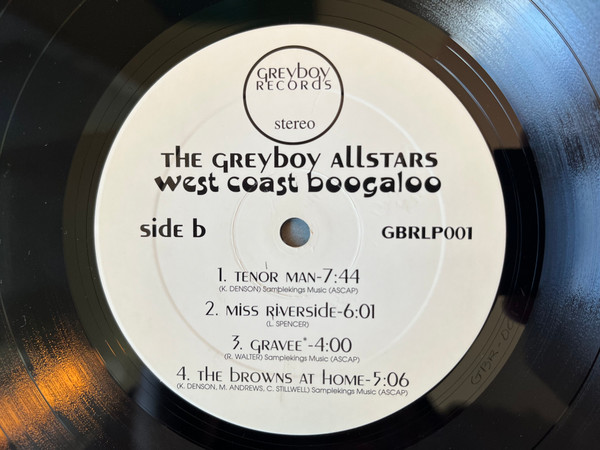 GREYBOY
RECORDS
stereo
THE GREYBOY ALLSTARS
west coast boogaloo
side b
GBRLP001
1. TENOR MAN-7:44
(K. DENSON) Samplekings Music (ASCAP)
2. MISS RIVERSIDE-6:01
(L. SPENCER)
3. GRAVEE*-4:00
(R. WALTER) Samplekings Music (ASCAP)
4. THE BROWNS AT HOME-5:06
(K. DENSON, M. ANDREWS, C. STILLWELL) Samplekings Music (ASCAP)